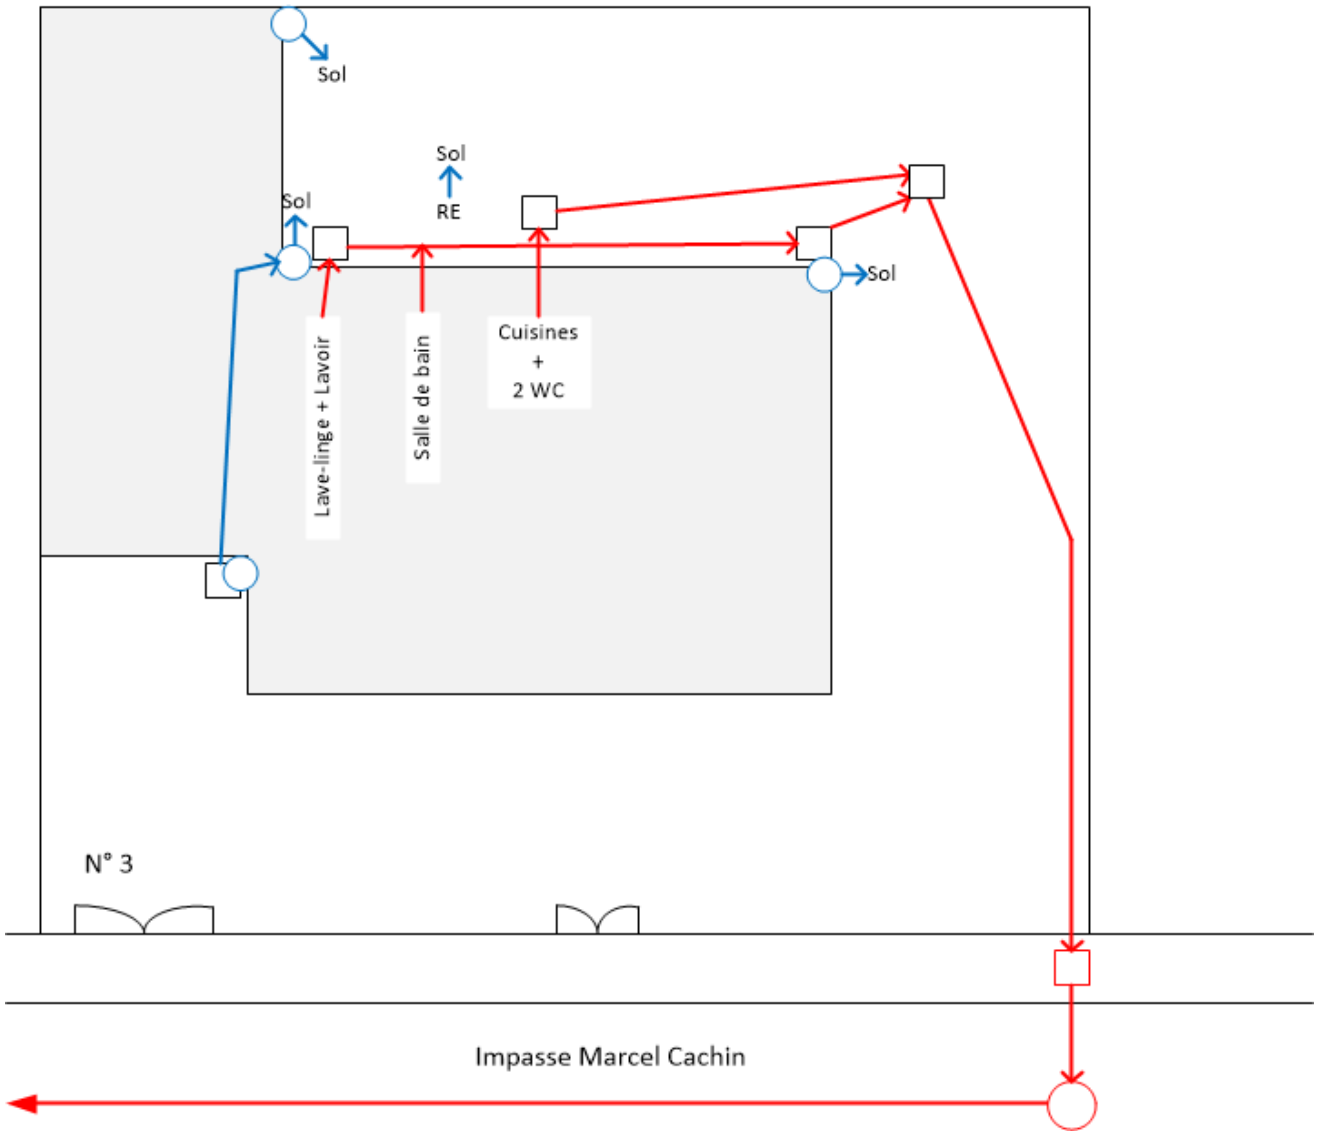 Sol
Sol
RE
Sol
Sol
Lave-linge + Lavoir
Salle de bain
Cuisines
+
2 WC
N° 3
Impasse Marcel Cachin